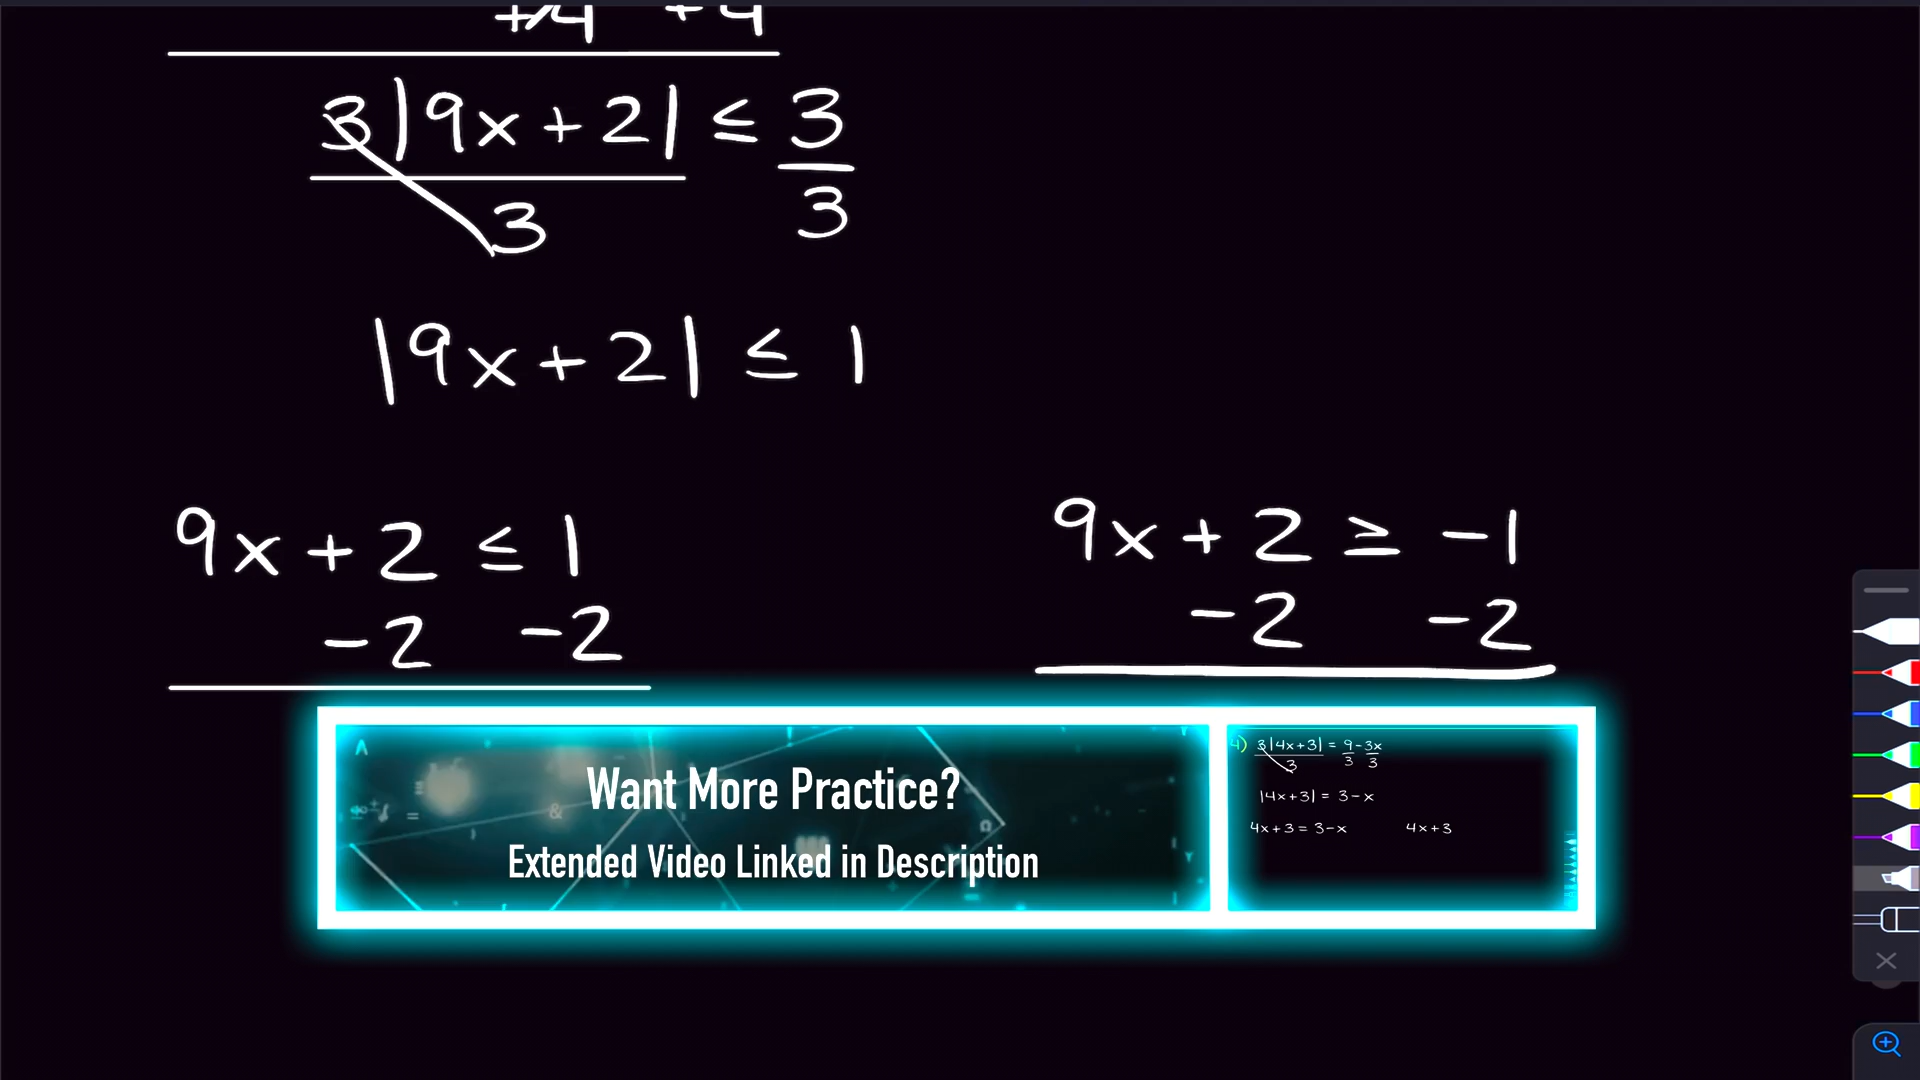 +4 +4
3|9x+2| ≤ 3
3 3
|9x+2| ≤ 1
9x+2 ≤ 1
-2 -2
9x+2 ≥ -1
-2 -2
Want More Practice?
Extended Video Linked in Description
4) 3|4x+3| = 9-3x
3 3 3
|4x+3| = 3-x
4x+3 = 3-x 4x+3